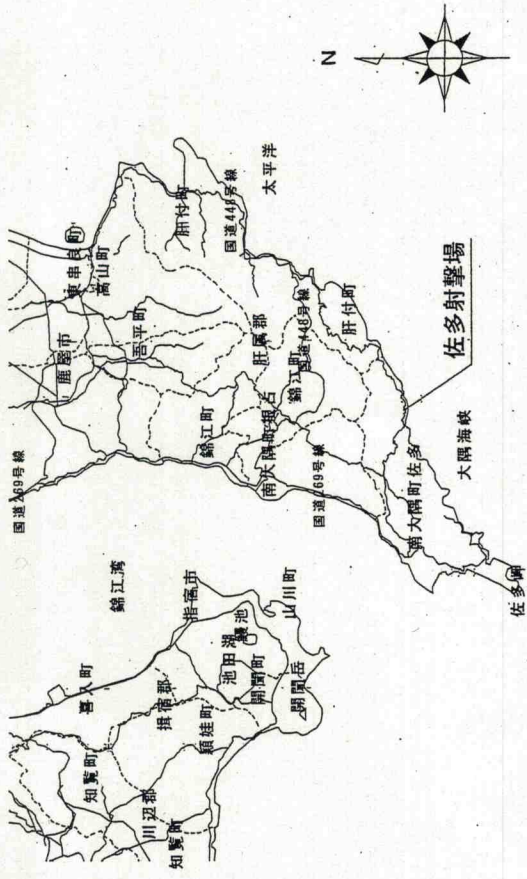 N
国道269号線
鹿屋市
東串良町
高山町
吾平町
肝付町
国道448号線
太平洋
錦江町
肝属郡
南大隅町根占
錦江町
国道448号線
国道269号線
肝付町
佐多射撃場
南大隅町佐多
大隅海峡
佐多岬
錦江湾
喜入町
指宿市
知覧町
揖宿郡
池田湖
鰻池
山川町
川辺郡
頴娃町
開聞町
開聞岳
知覧町